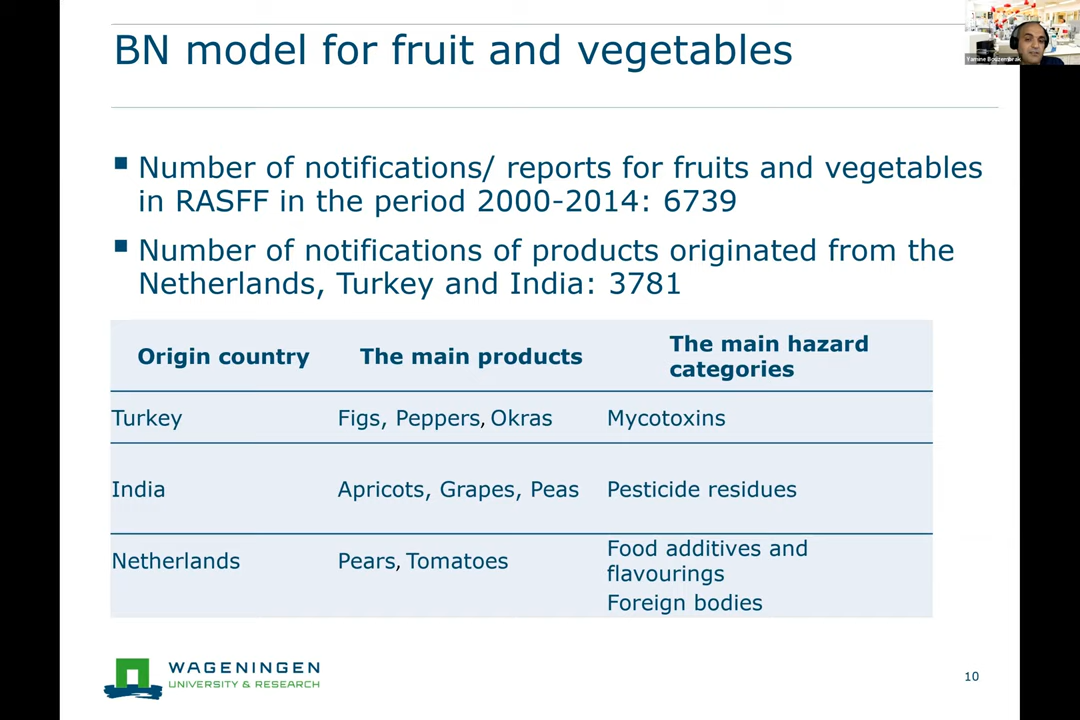 BN model for fruit and vegetables
Yamine Bouzembrak
▪ Number of notifications/ reports for fruits and vegetables
in RASFF in the period 2000-2014: 6739
▪ Number of notifications of products originated from the
Netherlands, Turkey and India: 3781
Origin country The main products The main hazard
categories
Turkey Figs, Peppers, Okras Mycotoxins
India Apricots, Grapes, Peas Pesticide residues
Netherlands Pears, Tomatoes Food additives and
flavourings
Foreign bodies
WAGENINGEN
UNIVERSITY & RESEARCH
10